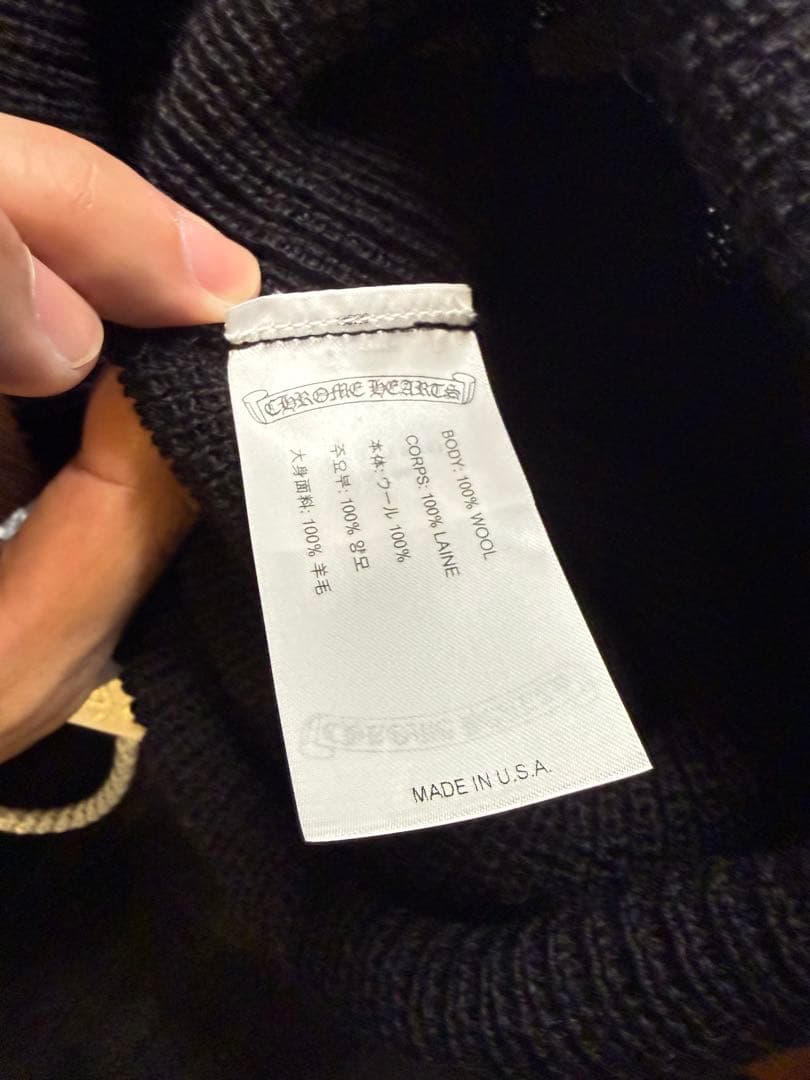 CHROME HEARTS
BODY: 100% WOOL
CORPS: 100% LAINE
本体: ウール 100%
주요부: 100% 양모
大身面料: 100% 羊毛
MADE IN U.S.A.